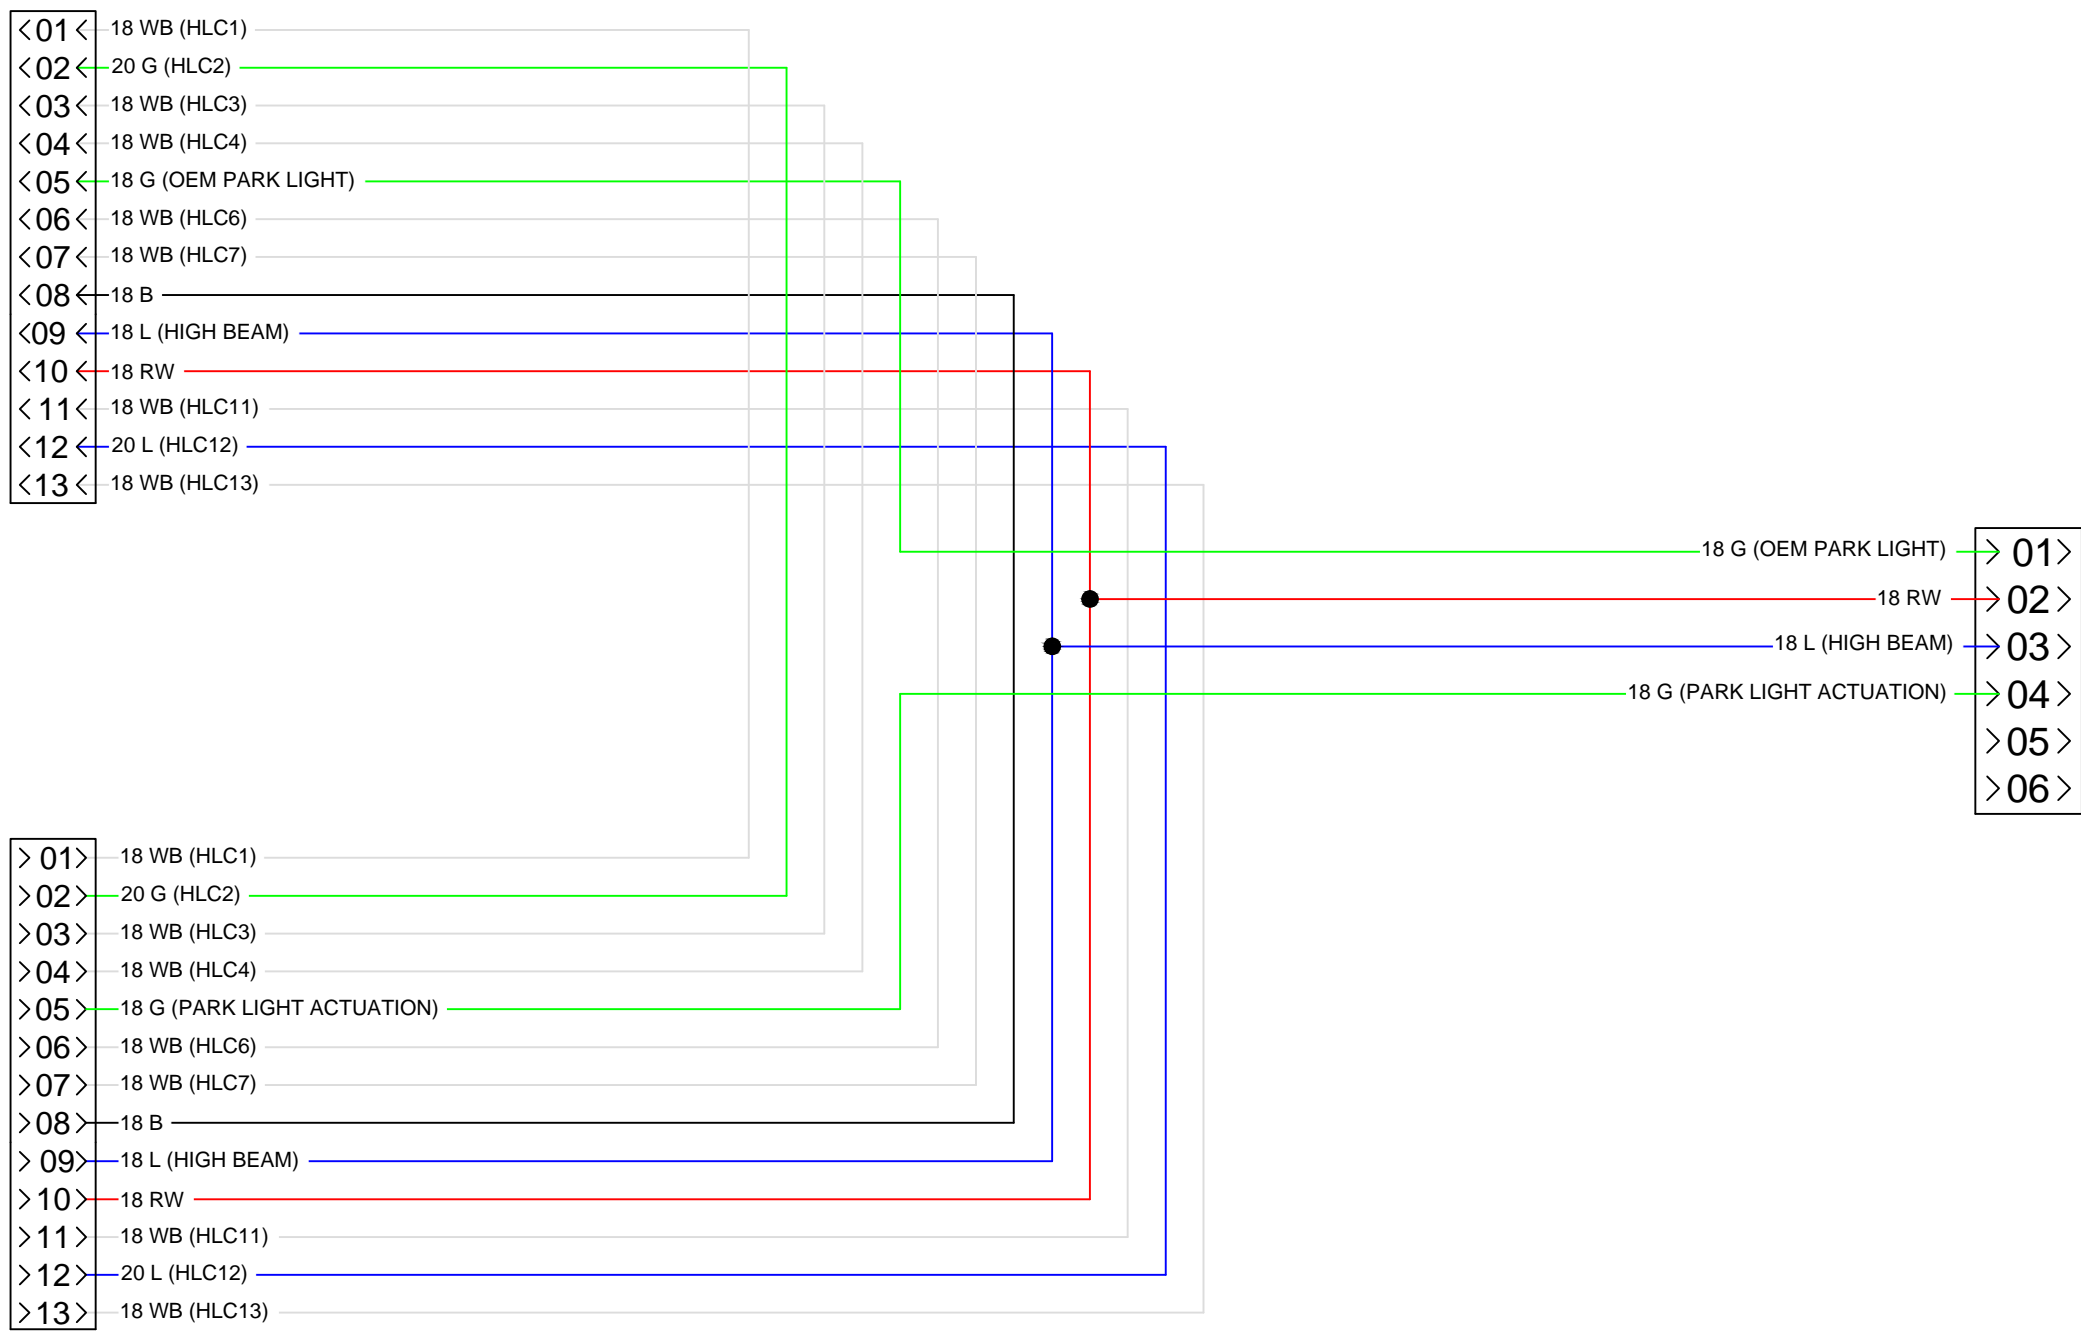 01 18 WB (HLC1)
02 20 G (HLC2)
03 18 WB (HLC3)
04 18 WB (HLC4)
05 18 G (OEM PARK LIGHT)
06 18 WB (HLC6)
07 18 WB (HLC7)
08 18 B
09 18 L (HIGH BEAM)
10 18 RW
11 18 WB (HLC11)
12 20 L (HLC12)
13 18 WB (HLC13)
18 G (OEM PARK LIGHT) 01
18 RW 02
18 L (HIGH BEAM) 03
18 G (PARK LIGHT ACTUATION) 04
05
06
01 18 WB (HLC1)
02 20 G (HLC2)
03 18 WB (HLC3)
04 18 WB (HLC4)
05 18 G (PARK LIGHT ACTUATION)
06 18 WB (HLC6)
07 18 WB (HLC7)
08 18 B
09 18 L (HIGH BEAM)
10 18 RW
11 18 WB (HLC11)
12 20 L (HLC12)
13 18 WB (HLC13)